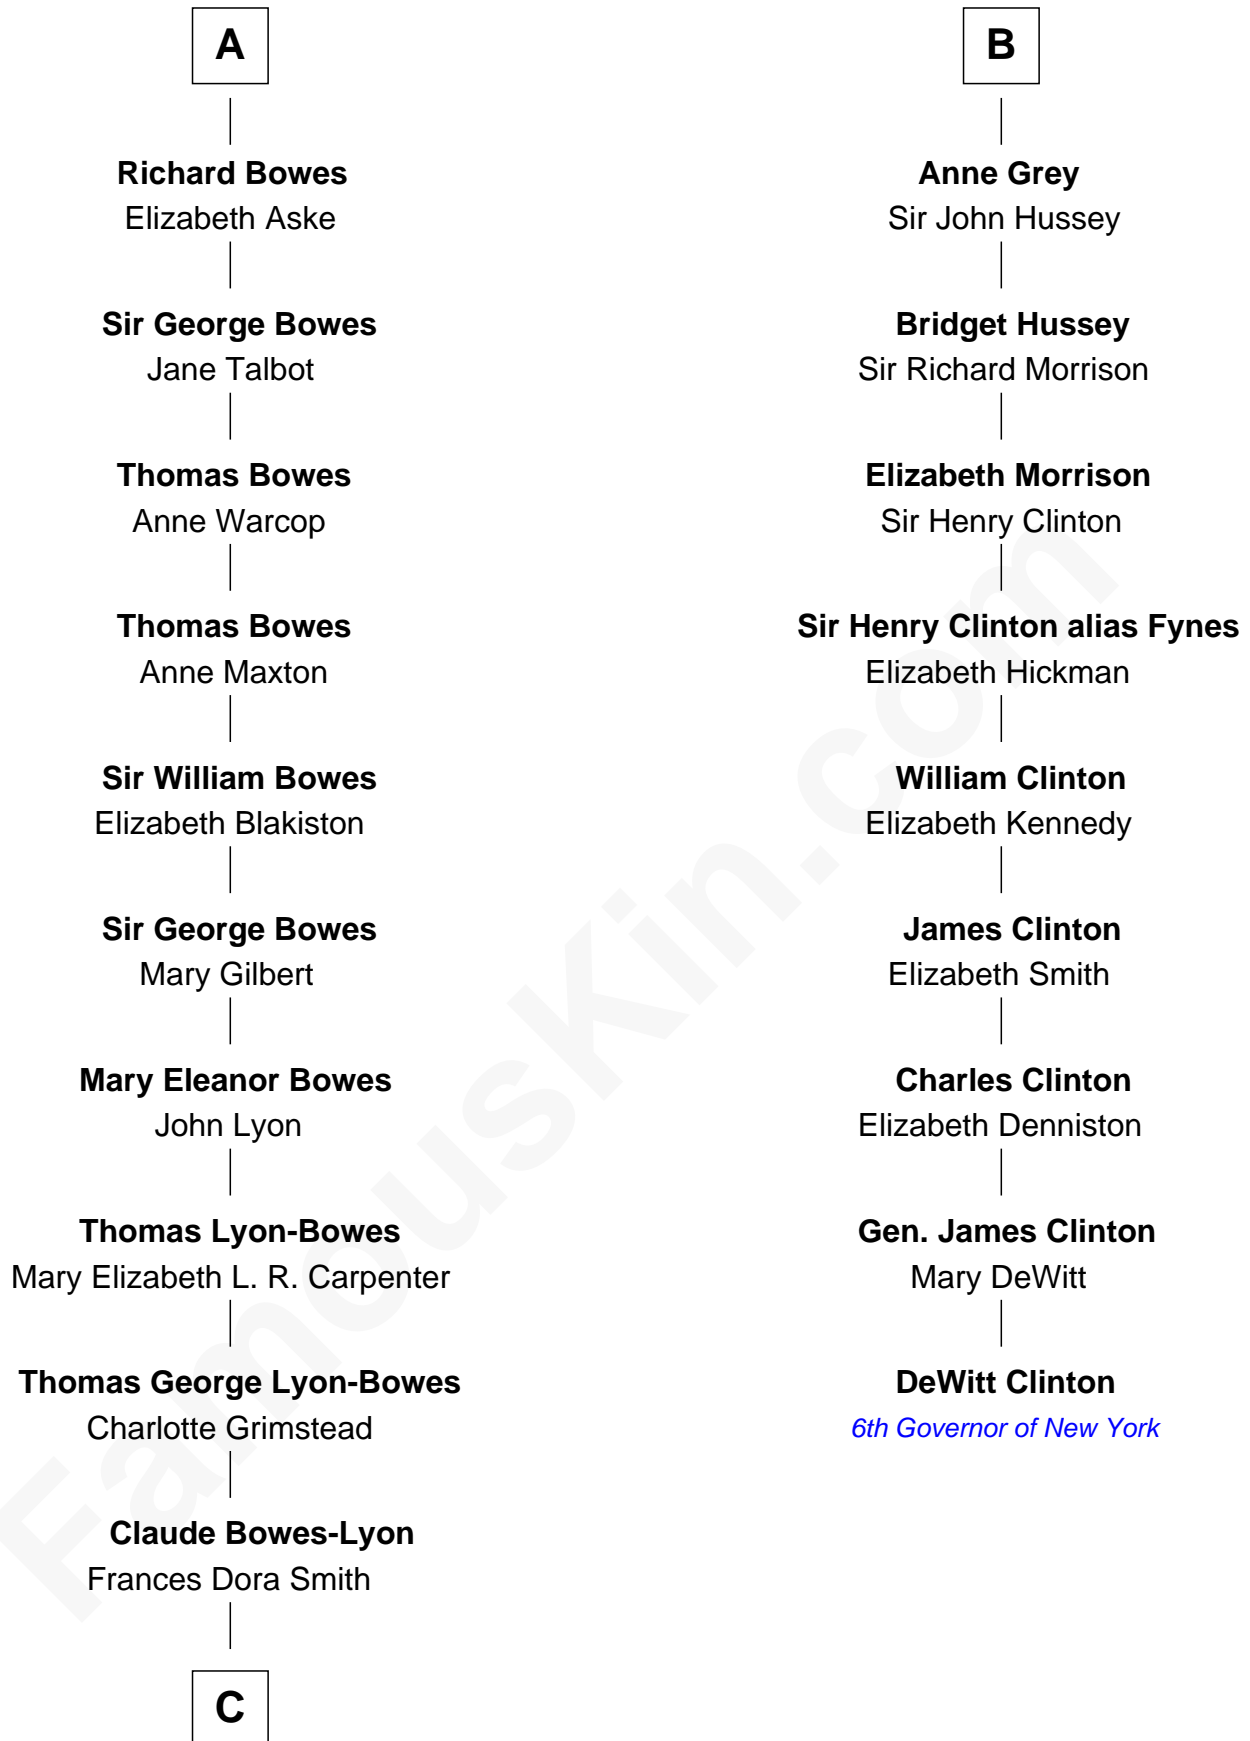 A
Richard Bowes
Elizabeth Aske
Sir George Bowes
Jane Talbot
Thomas Bowes
Anne Warcop
Thomas Bowes
Anne Maxton
Sir William Bowes
Elizabeth Blakiston
Sir George Bowes
Mary Gilbert
Mary Eleanor Bowes
John Lyon
Thomas Lyon-Bowes
Mary Elizabeth L. R. Carpenter
Thomas George Lyon-Bowes
Charlotte Grimstead
Claude Bowes-Lyon
Frances Dora Smith
C
B
Anne Grey
Sir John Hussey
Bridget Hussey
Sir Richard Morrison
Elizabeth Morrison
Sir Henry Clinton
Sir Henry Clinton alias Fynes
Elizabeth Hickman
William Clinton
Elizabeth Kennedy
James Clinton
Elizabeth Smith
Charles Clinton
Elizabeth Denniston
Gen. James Clinton
Mary DeWitt
DeWitt Clinton
6th Governor of New York
FamousKin.com